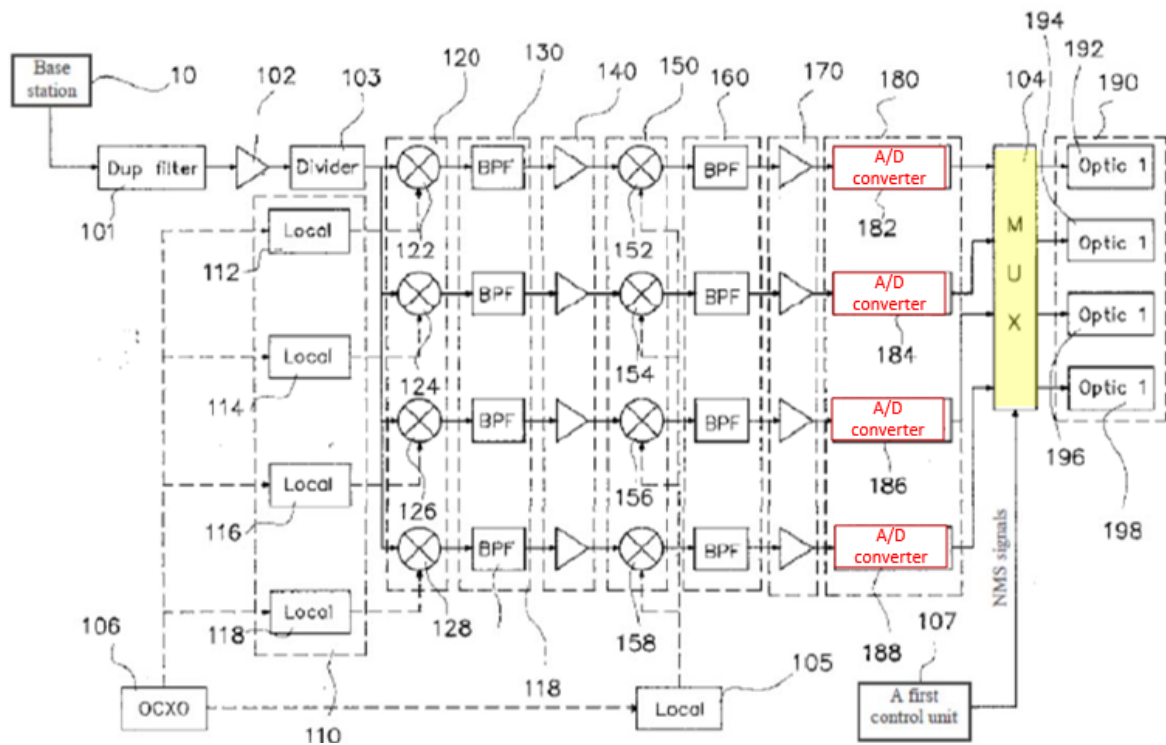 194
120
130
150
104
192
Base
station
10
102
103
140
160
170
180
190
Dup filter
Divider
BPF
BPF
A/D
converter
Optic 1
101
Local
122
152
182
112
M
Optic 1
BPF
BPF
A/D
converter
U
Optic 1
Local
124
154
184
X
114
Optic 1
BPF
BPF
A/D
converter
196
Local
126
156
186
116
198
BPF
BPF
A/D
converter
NMS signals
Local
128
158
188
107
106
118
118
105
OCXO
110
Local
A first
control unit